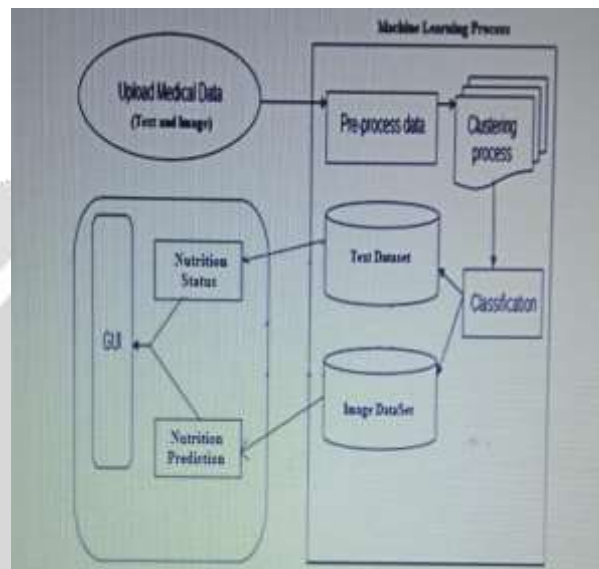 Machine Learning Process
Upload Medical Data
(Text and Image)
Pre-process data
Clustering
process
Text Dataset
Nutrition
Status
Classification
GUI
Image DataSet
Nutrition
Prediction